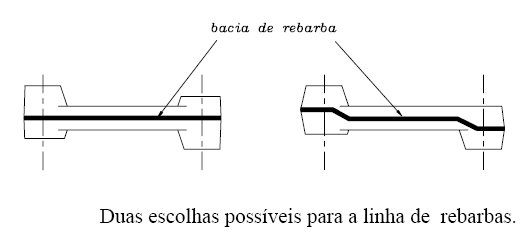 bacia de rebarba
Duas escolhas possíveis para a linha de rebarbas.